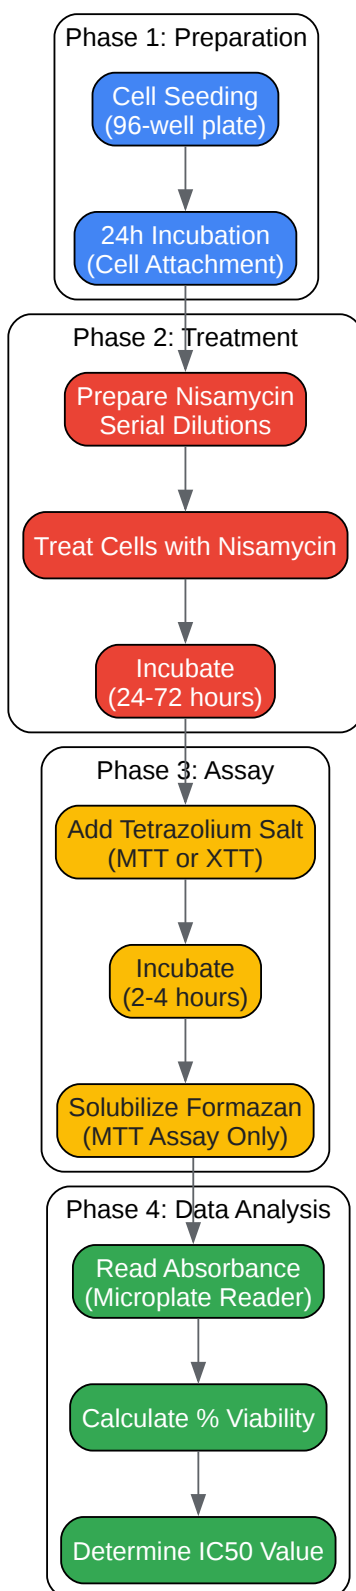 Phase 1: Preparation
Cell Seeding
(96-well plate)
24h Incubation
(Cell Attachment)
Phase 2: Treatment
Prepare Nisamycin
Serial Dilutions
Treat Cells with Nisamycin
Incubate
(24-72 hours)
Phase 3: Assay
Add Tetrazolium Salt
(MTT or XTT)
Incubate
(2-4 hours)
Solubilize Formazan
(MTT Assay Only)
Phase 4: Data Analysis
Read Absorbance
(Microplate Reader)
Calculate % Viability
Determine IC50 Value